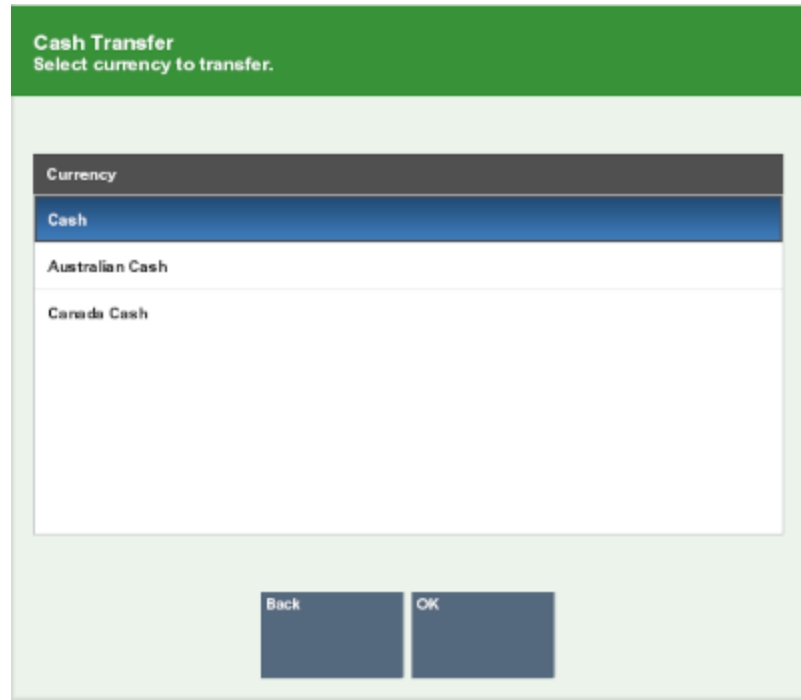 Cash Transfer
Select currency to transfer.
Currency
Cash
Australian Cash
Canada Cash
Back
OK